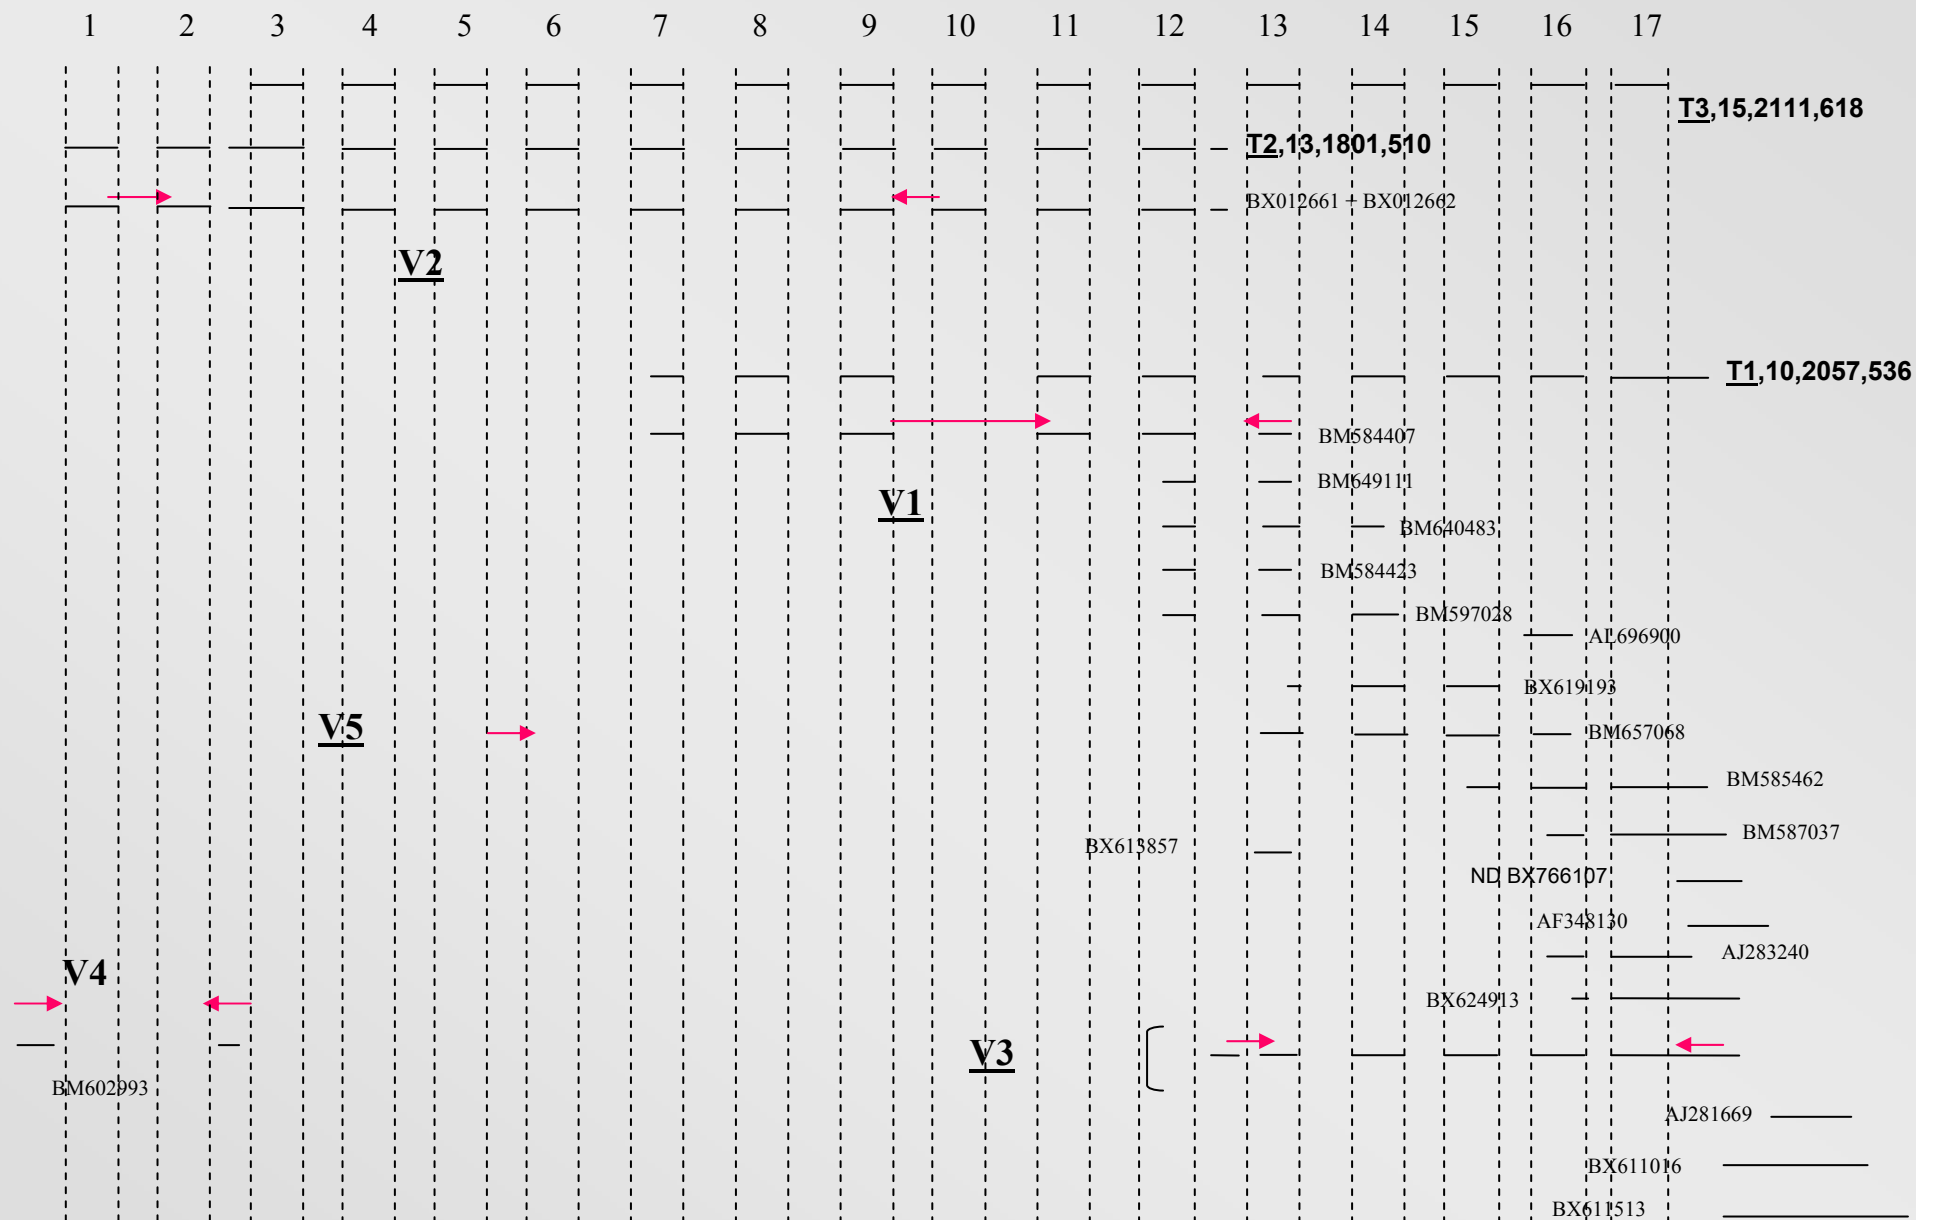 1 2 3 4 5 6 7 8 9 10 11 12 13 14 15 16 17
T3,15,2111,618
T2,13,1801,510
BX012661 + BX012662
V2
T1,10,2057,536
BM584407
BM649111
V1
BM640483
BM584423
BM597028
AL696900
BX619193
V5
BM657068
BM585462
BM587037
BX613857
ND BX766107
AF348130
AJ283240
V4
BX624913
V3
BM602993
AJ281669
BX611016
BX611513